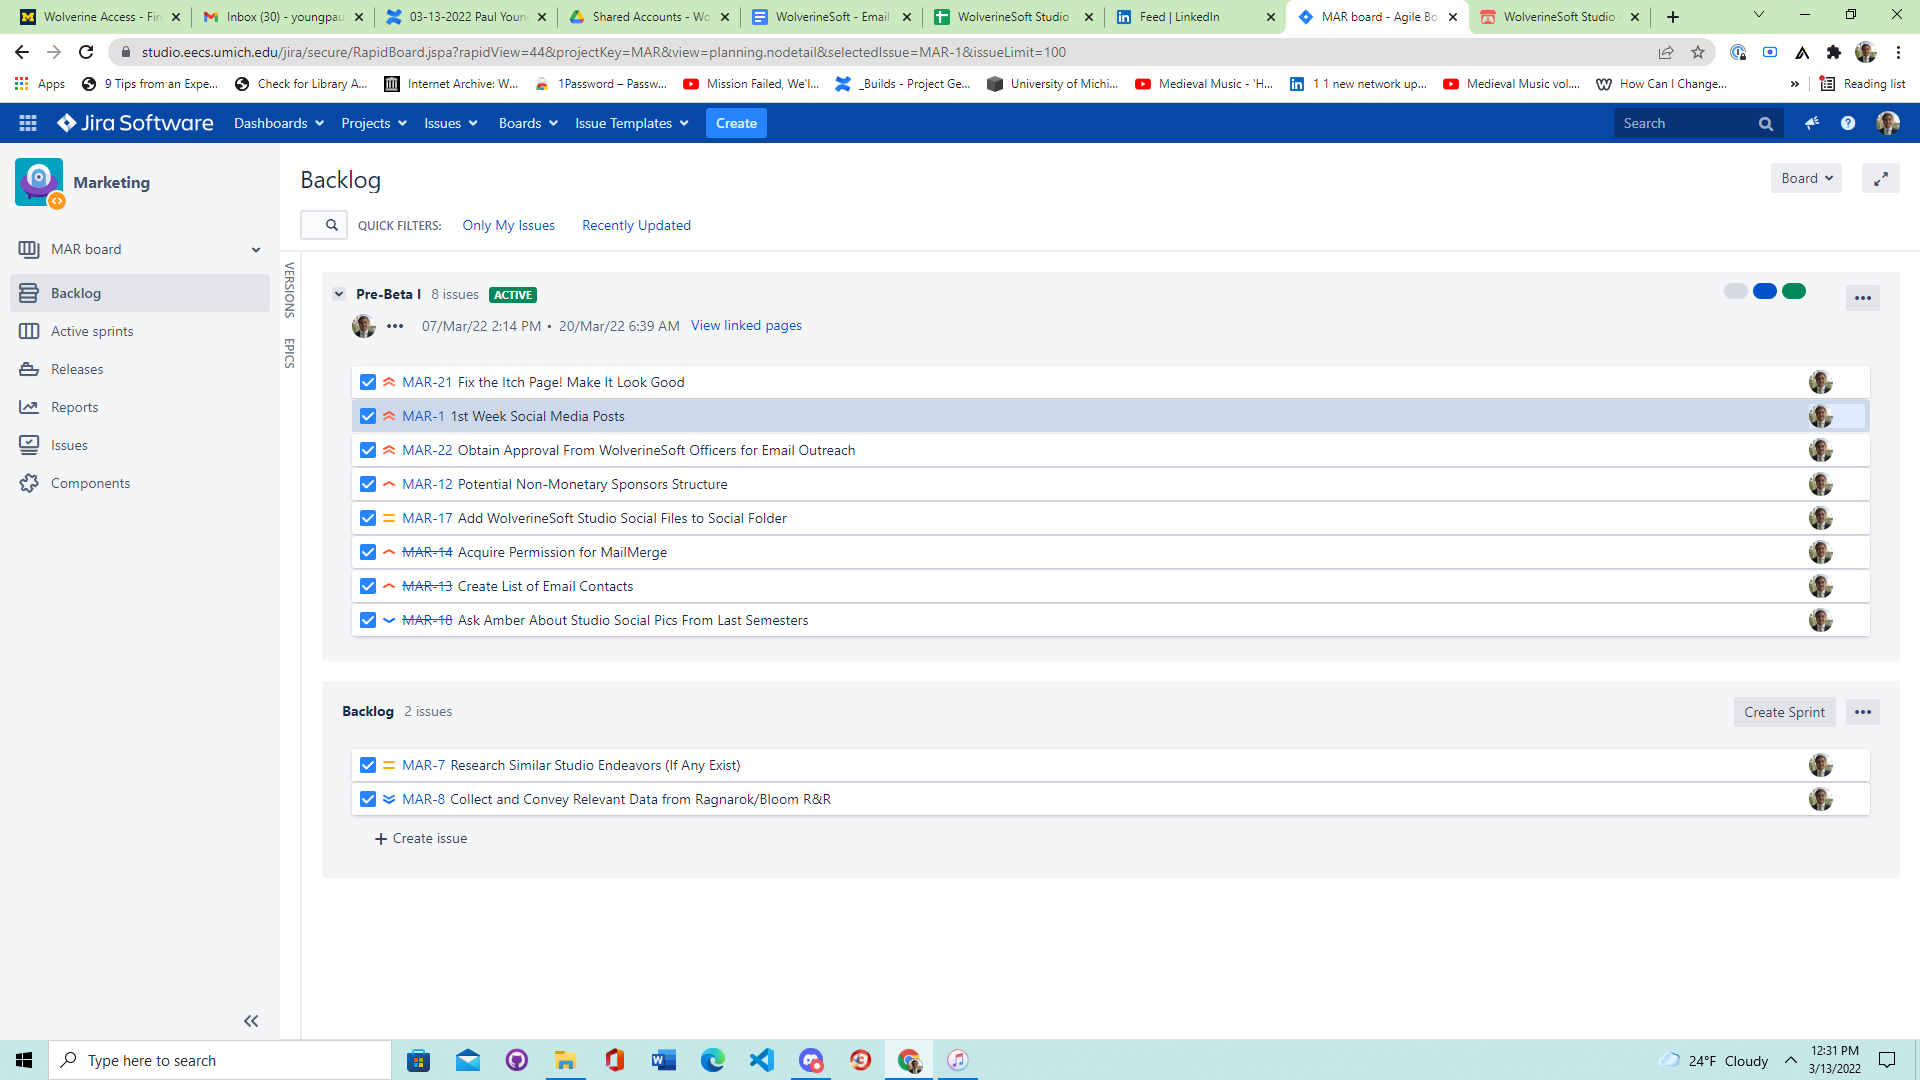 Wolverine Access - Fin
Inbox (30) - youngpau
03-13-2022 Paul Youn
Shared Accounts - Wo
WolverineSoft - Email
WolverineSoft Studio -
Feed | LinkedIn
MAR board - Agile Bo
WolverineSoft Studio -
studio.eecs.umich.edu/jira/secure/RapidBoard.jspa?rapidView=44&projectKey=MAR&view=planning.nodetail&selectedIssue=MAR-1&issueLimit=100
Apps
9 Tips from an Expe...
Check for Library A...
Internet Archive: W...
1Password – Passw...
Mission Failed, We'l...
_Builds - Project Ge...
University of Michi...
Medieval Music - 'H...
1 1 new network up...
Medieval Music vol....
How Can I Change...
»
Reading list
Jira Software
Dashboards
Projects
Issues
Boards
Issue Templates
Create
Search
Marketing
MAR board
Backlog
Active sprints
Releases
Reports
Issues
Components
Backlog
Board
QUICK FILTERS:
Only My Issues
Recently Updated
VERSIONS
EPICS
Pre-Beta I 8 issues ACTIVE
07/Mar/22 2:14 PM • 20/Mar/22 6:39 AM View linked pages
MAR-21 Fix the Itch Page! Make It Look Good
MAR-1 1st Week Social Media Posts
MAR-22 Obtain Approval From WolverineSoft Officers for Email Outreach
MAR-12 Potential Non-Monetary Sponsors Structure
MAR-17 Add WolverineSoft Studio Social Files to Social Folder
MAR-14 Acquire Permission for MailMerge
MAR-13 Create List of Email Contacts
MAR-18 Ask Amber About Studio Social Pics From Last Semesters
Backlog 2 issues
Create Sprint
MAR-7 Research Similar Studio Endeavors (If Any Exist)
MAR-8 Collect and Convey Relevant Data from Ragnarok/Bloom R&R
+ Create issue
Type here to search
24°F Cloudy
12:31 PM
3/13/2022